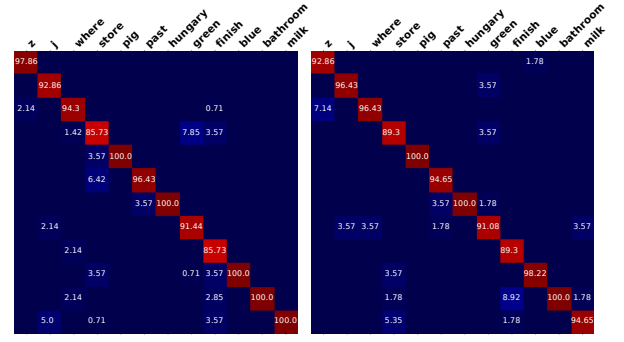 z j where store pig past hungary green finish blue bathroom milk
97.86
92.86
2.14 94.3 0.71
1.42 85.73 7.85 3.57
3.57 100.0
6.42 96.43
3.57 100.0
2.14 91.44
2.14 85.73
3.57 0.71 3.57 100.0
2.14 2.85 100.0
5.0 0.71 3.57 100.0
z j where store pig past hungary green finish blue bathroom milk
92.86 1.78
96.43 3.57
7.14 96.43
89.3 3.57
100.0
94.65
3.57 100.0 1.78
3.57 3.57 1.78 91.08 3.57
89.3
3.57 98.22
1.78 8.92 100.0 1.78
5.35 1.78 94.65